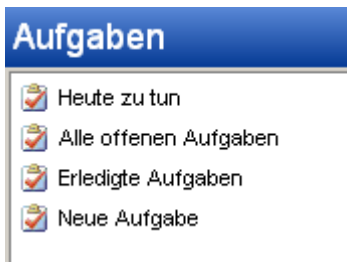 Aufgaben
Heute zu tun
Alle offenen Aufgaben
Erledigte Aufgaben
Neue Aufgabe